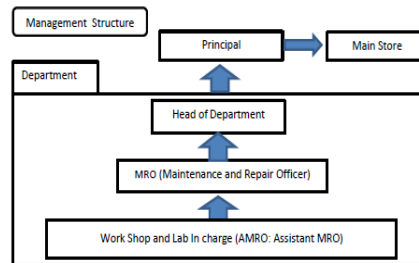 Management Structure
Principal
Main Store
Department
Head of Department
MRO (Maintenance and Repair Officer)
Work Shop and Lab In charge (AMRO: Assistant MRO)